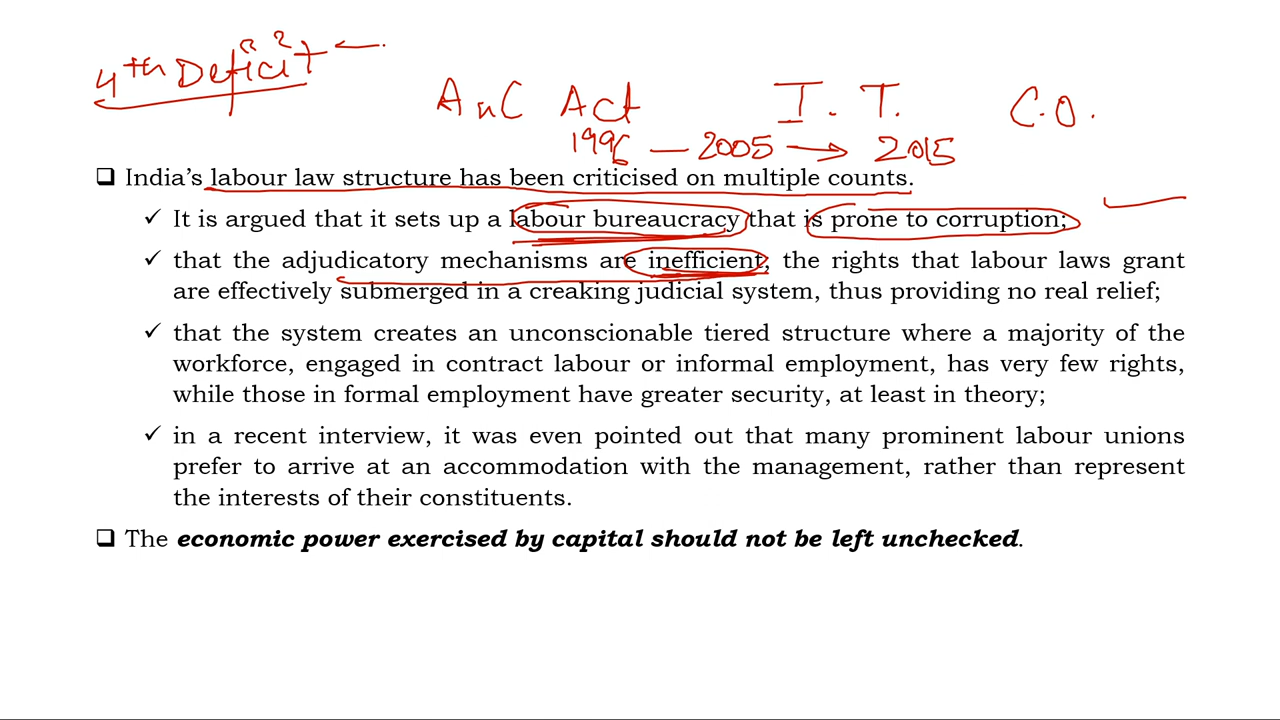 4th Deficit
AnC Act I. T. C.O.
1996 — 2005 → 2015
❑ India’s labour law structure has been criticised on multiple counts.
✓ It is argued that it sets up a labour bureaucracy that is prone to corruption;
✓ that the adjudicatory mechanisms are inefficient, the rights that labour laws grant
are effectively submerged in a creaking judicial system, thus providing no real relief;
✓ that the system creates an unconscionable tiered structure where a majority of the
workforce, engaged in contract labour or informal employment, has very few rights,
while those in formal employment have greater security, at least in theory;
✓ in a recent interview, it was even pointed out that many prominent labour unions
prefer to arrive at an accommodation with the management, rather than represent
the interests of their constituents.
❑ The economic power exercised by capital should not be left unchecked.